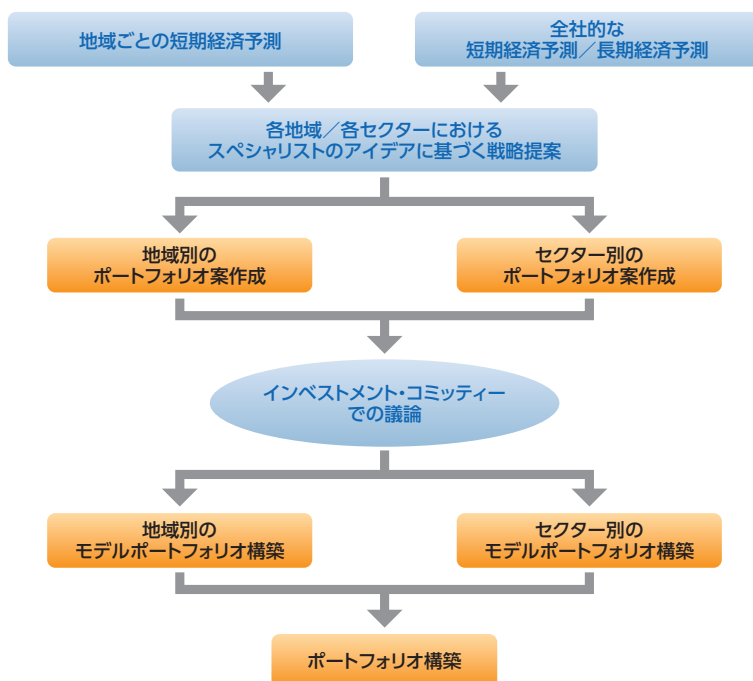 地域ごとの短期経済予測
全社的な
短期経済予測／長期経済予測
各地域／各セクターにおける
スペシャリストのアイデアに基づく戦略提案
地域別の
ポートフォリオ案作成
セクター別の
ポートフォリオ案作成
インベストメント・コミッティー
での議論
地域別の
モデルポートフォリオ構築
セクター別の
モデルポートフォリオ構築
ポートフォリオ構築